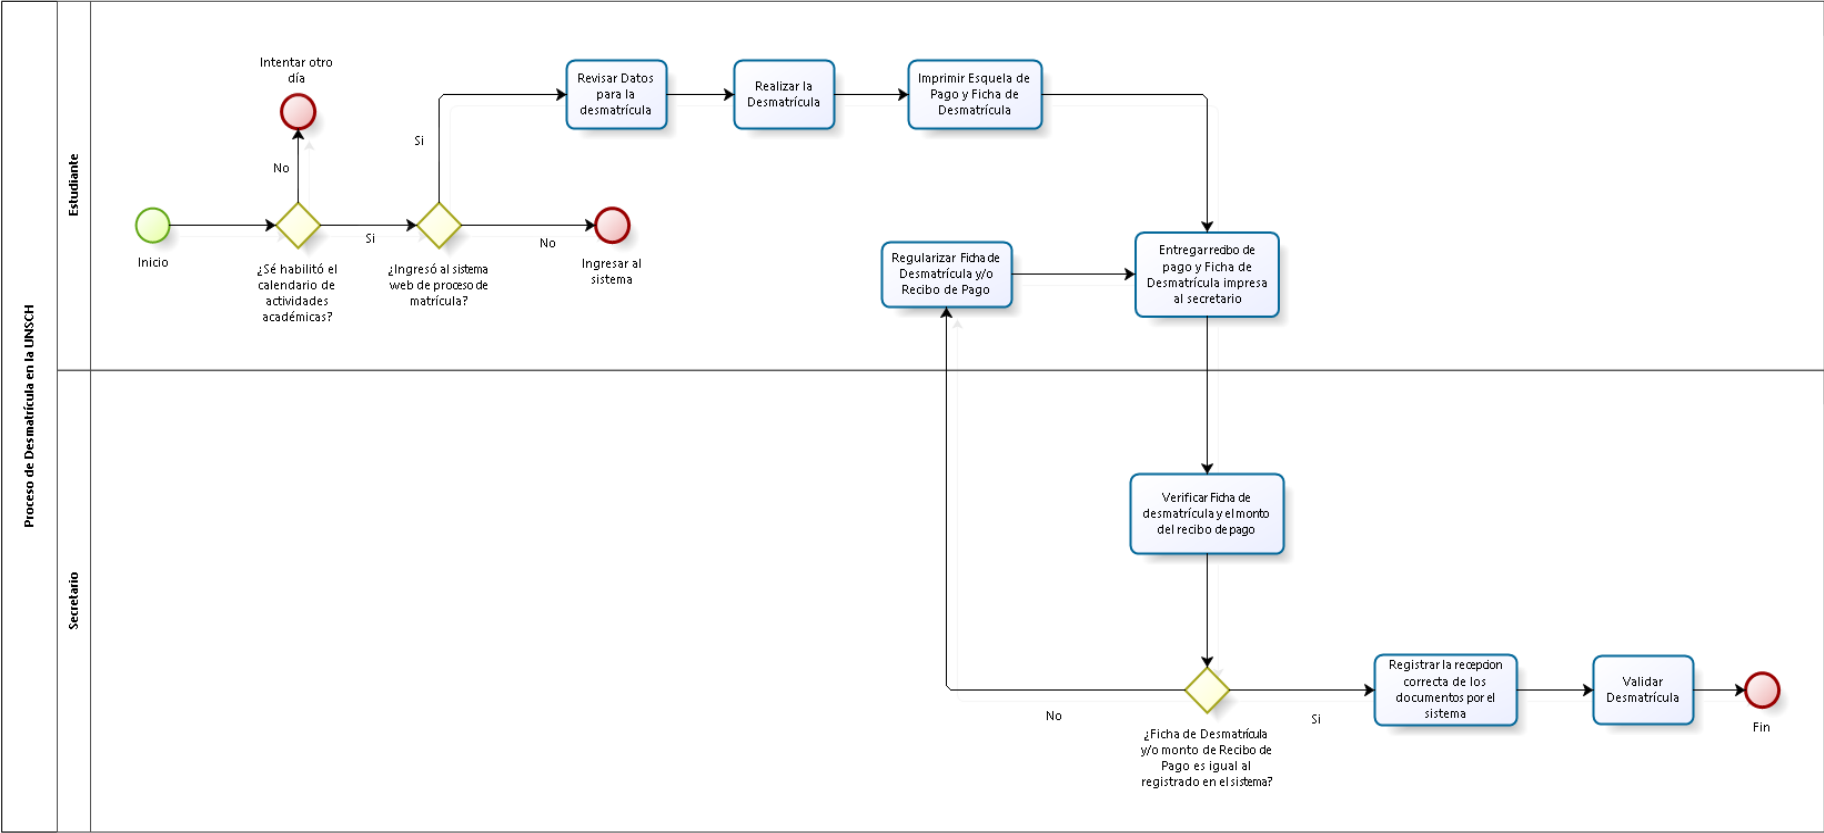 Proceso de Desmatrícula en la UNSCH
Estudiante
Intentar otro
día
No
Inicio
¿Sé habilitó el
calendario de
actividades
académicas?
Si
¿Ingresó al sistema
web de proceso de
matrícula?
Si
No
Ingresar al
sistema
Revisar Datos
para la
desmatrícula
Realizar la
Desmatrícula
Imprimir Esquela de
Pago y Ficha de
Desmatrícula
Regularizar Ficha de
Desmatrícula y/o
Recibo de Pago
Entregar recibo de
pago y Ficha de
Desmatrícula impresa
al secretario
Secretario
Verificar Ficha de
desmatrícula y el monto
del recibo de pago
No
¿Ficha de Desmatrícula
y/o monto de Recibo de
Pago es igual al
registrado en el sistema?
Si
Registrar la recepcion
correcta de los
documentos por el
sistema
Validar
Desmatrícula
Fin